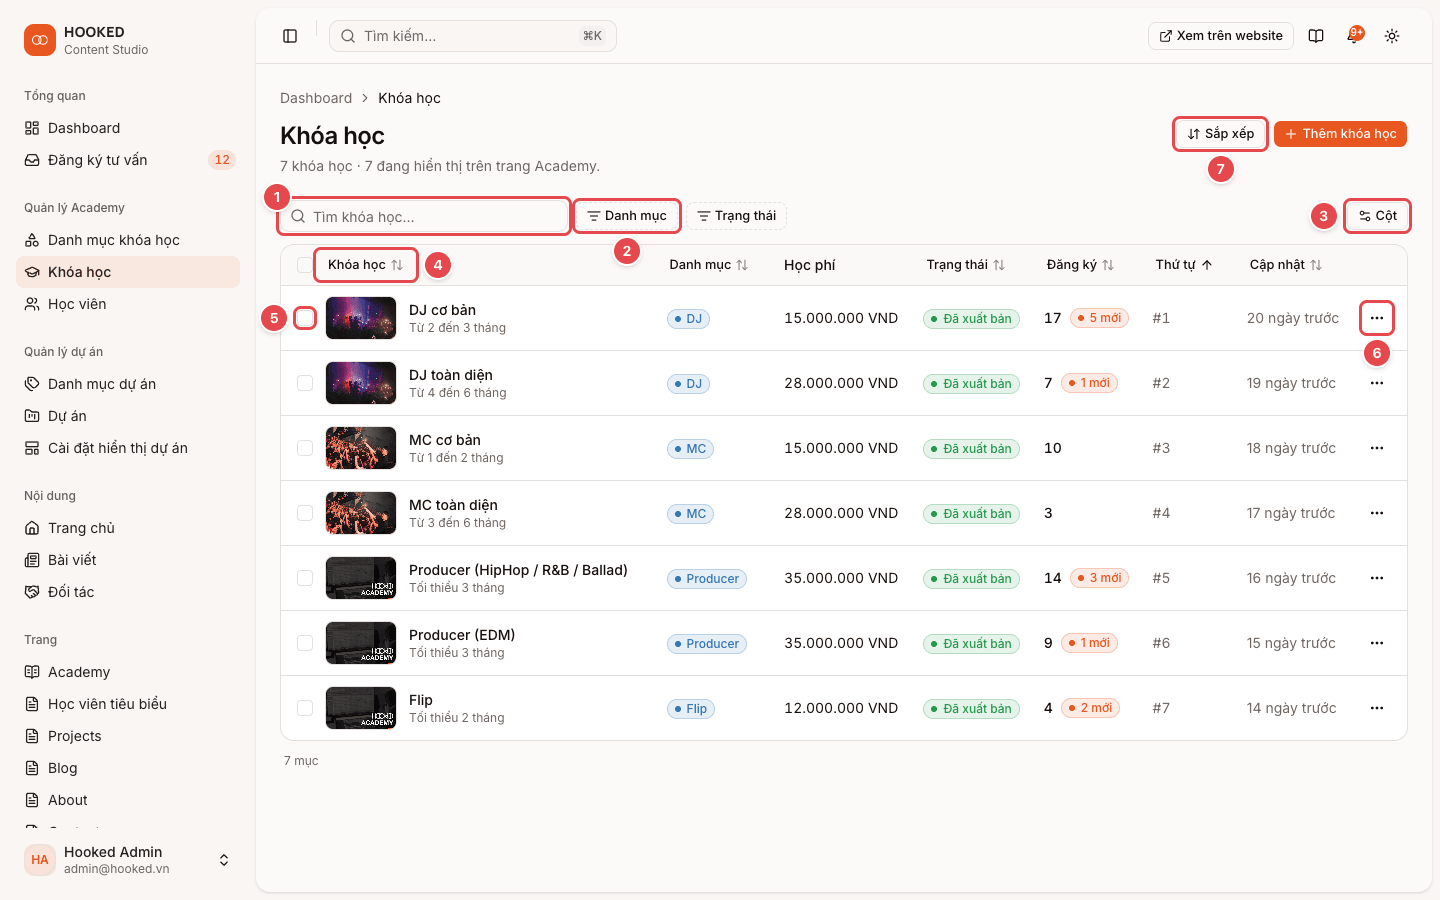 HOOKED
Content Studio
Tổng quan
Dashboard
Đăng ký tư vấn 12
Quản lý Academy
Danh mục khóa học
Khóa học
Học viên
Quản lý dự án
Danh mục dự án
Dự án
Cài đặt hiển thị dự án
Nội dung
Trang chủ
Bài viết
Đối tác
Trang
Academy
Học viên tiêu biểu
Projects
Blog
About
HA Hooked Admin
admin@hooked.vn
Tìm kiếm... ⌘K
Xem trên website 9+
Dashboard > Khóa học
Khóa học
7 khóa học · 7 đang hiển thị trên trang Academy.
Sắp xếp + Thêm khóa học
7
1 Tìm khóa học... Danh mục Trạng thái 3 Cột
2
Khóa học 4 Danh mục Học phí Trạng thái Đăng ký Thứ tự Cập nhật
5 DJ cơ bản DJ 15.000.000 VND Đã xuất bản 17 5 mới #1 20 ngày trước
Từ 2 đến 3 tháng
6
DJ toàn diện DJ 28.000.000 VND Đã xuất bản 7 1 mới #2 19 ngày trước
Từ 4 đến 6 tháng
MC cơ bản MC 15.000.000 VND Đã xuất bản 10 #3 18 ngày trước
Từ 1 đến 2 tháng
MC toàn diện MC 28.000.000 VND Đã xuất bản 3 #4 17 ngày trước
Từ 3 đến 6 tháng
Producer (HipHop / R&B / Ballad) Producer 35.000.000 VND Đã xuất bản 14 3 mới #5 16 ngày trước
Tối thiểu 3 tháng
HOOKED ACADEMY
Producer (EDM) Producer 35.000.000 VND Đã xuất bản 9 1 mới #6 15 ngày trước
Tối thiểu 3 tháng
HOOKED ACADEMY
Flip Flip 12.000.000 VND Đã xuất bản 4 2 mới #7 14 ngày trước
Tối thiểu 2 tháng
HOOKED ACADEMY
7 mục